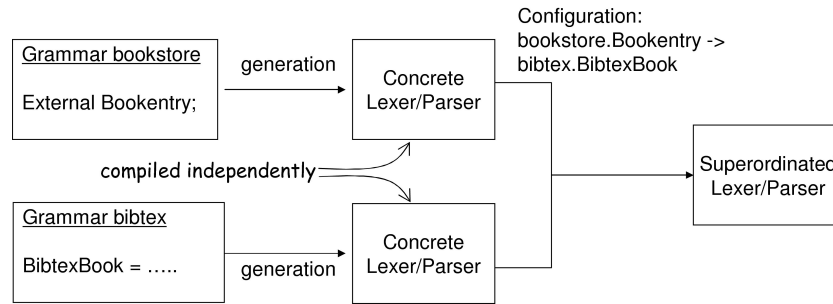 Configuration:
bookstore.Bookentry ->
bibtex.BibtexBook
Grammar bookstore
External Bookentry;
generation
Concrete
Lexer/Parser
compiled independently
Superordinated
Lexer/Parser
Grammar bibtex
BibtexBook = …..
generation
Concrete
Lexer/Parser